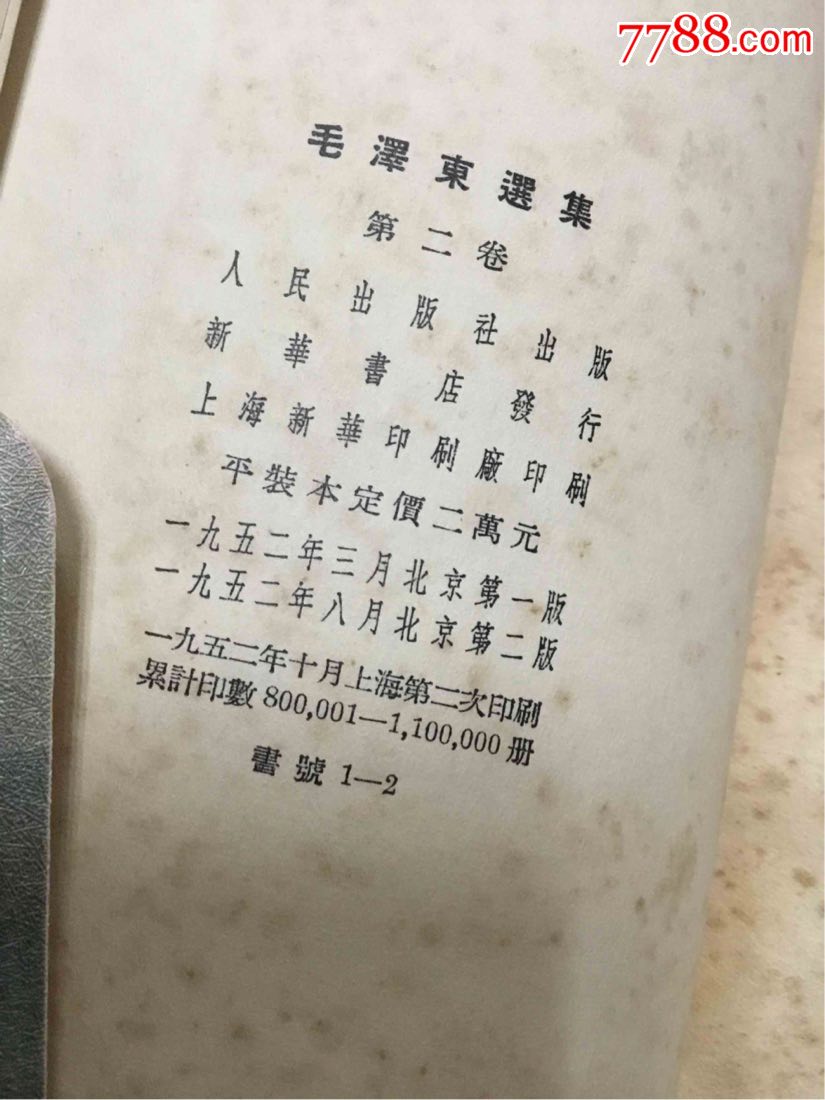 7788.com
毛澤東選集
第二卷
人民出版社出版
新華書店發行
上海新華印刷廠印刷
平裝本定價二萬元
一九五二年三月北京第一版
一九五二年八月北京第二版
一九五二年十月上海第二次印刷
累計印數 800,001—1,100,000 册
書號 1—2